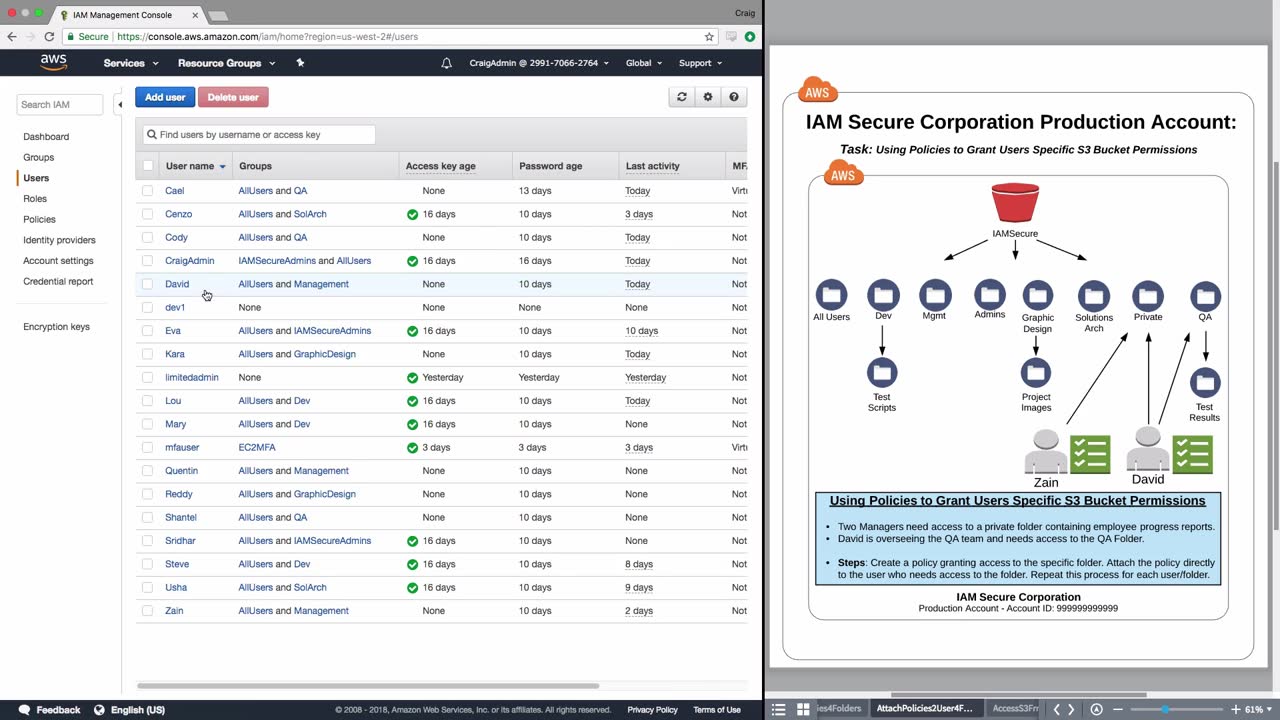 IAM Management Console
Craig
Secure
https://console.aws.amazon.com/iam/home?region=us-west-2#/users
aws
Services
Resource Groups
CraigAdmin @ 2991-7066-2764
Global
Support
Search IAM
Dashboard
Groups
Users
Roles
Policies
Identity providers
Account settings
Credential report
Encryption keys
Add user
Delete user
Find users by username or access key
User name Groups Access key age Password age Last activity MF
Cael AllUsers and QA None 13 days Today Virt
Cenzo AllUsers and SolArch 16 days 10 days 3 days Not
Cody AllUsers and QA None 10 days Today Not
CraigAdmin IAMSecureAdmins and AllUsers 16 days 16 days Today Not
David AllUsers and Management None 10 days Today Not
dev1 None None None None Not
Eva AllUsers and IAMSecureAdmins 16 days 10 days 10 days Not
Kara AllUsers and GraphicDesign None 10 days Today Not
limitedadmin None Yesterday Yesterday Yesterday Not
Lou AllUsers and Dev 16 days 10 days Today Not
Mary AllUsers and Dev 16 days 10 days None Not
mfauser EC2MFA 3 days 3 days 3 days Virt
Quentin AllUsers and Management None 10 days None Not
Reddy AllUsers and GraphicDesign None 10 days None Not
Shantel AllUsers and QA None 10 days None Not
Sridhar AllUsers and IAMSecureAdmins 16 days 10 days None Not
Steve AllUsers and Dev 16 days 10 days 8 days Not
Usha AllUsers and SolArch 16 days 10 days 9 days Not
Zain AllUsers and Management None 10 days 2 days Not
Feedback
English (US)
© 2008 - 2018, Amazon Web Services, Inc. or its affiliates. All rights reserved.
Privacy Policy
Terms of Use
AWS
IAM Secure Corporation Production Account:
Task: Using Policies to Grant Users Specific S3 Bucket Permissions
AWS
IAMSecure
All Users
Dev
Mgmt
Admins
Graphic
Design
Solutions
Arch
Private
QA
Test
Scripts
Project
Images
Test
Results
Zain
David
Using Policies to Grant Users Specific S3 Bucket Permissions
• Two Managers need access to a private folder containing employee progress reports.
• David is overseeing the QA team and needs access to the QA Folder.
• Steps: Create a policy granting access to the specific folder. Attach the policy directly
to the user who needs access to the folder. Repeat this process for each user/folder.
IAM Secure Corporation
Production Account - Account ID: 999999999999
ies4Folders
AttachPolicies2User4F...
AccessS3Fr
61%